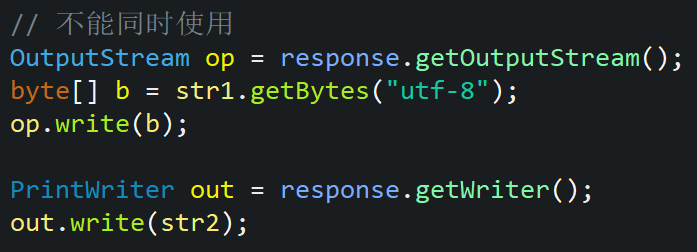 // 不能同时使用
OutputStream op = response.getOutputStream();
byte[] b = str1.getBytes("utf-8");
op.write(b);
PrintWriter out = response.getWriter();
out.write(str2);